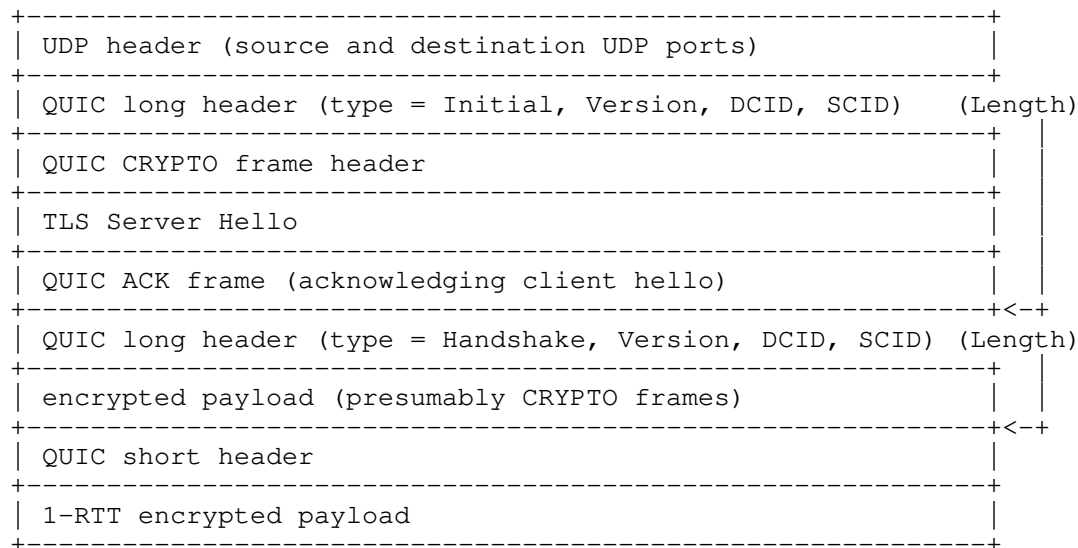 UDP header (source and destination UDP ports)
QUIC long header (type = Initial, Version, DCID, SCID) (Length)
QUIC CRYPTO frame header
TLS Server Hello
QUIC ACK frame (acknowledging client hello)
QUIC long header (type = Handshake, Version, DCID, SCID) (Length)
encrypted payload (presumably CRYPTO frames)
QUIC short header
1-RTT encrypted payload